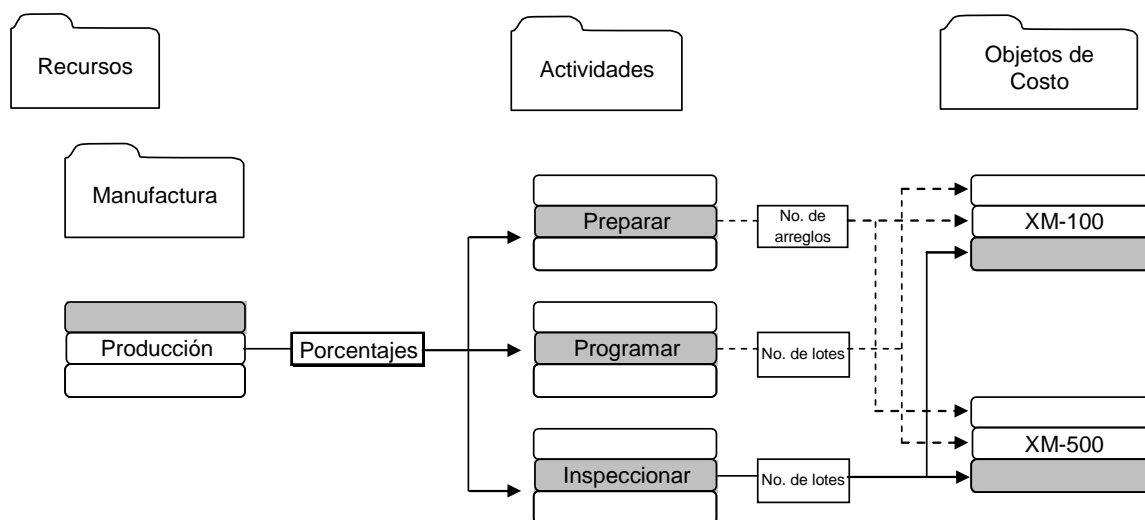 Recursos
Actividades
Objetos de
Costo
Manufactura
Preparar
No. de
arreglos
XM-100
Producción
Porcentajes
Programar
No. de lotes
XM-500
Inspeccionar
No. de lotes